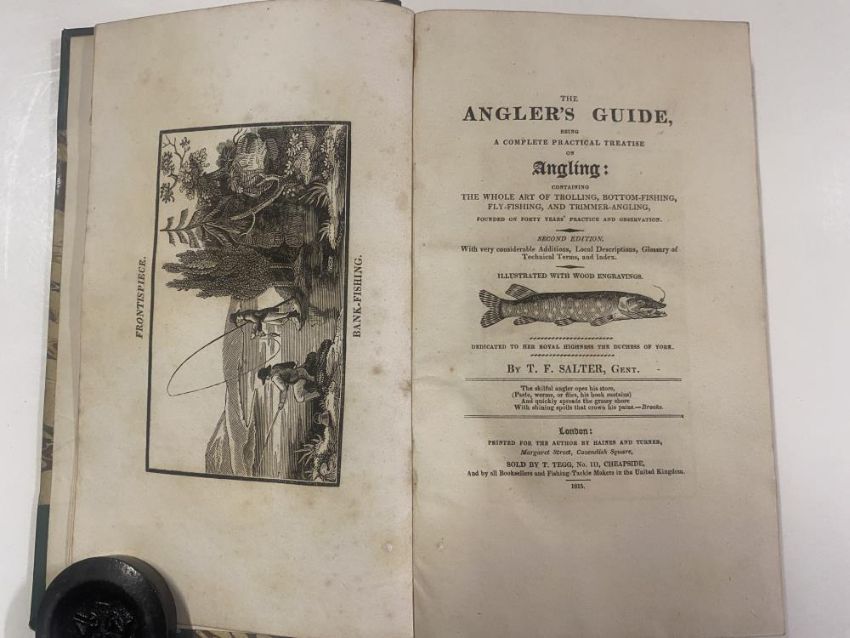 FRONTISPIECE.
BANK-FISHING.
THE
ANGLER'S GUIDE,
BEING
A COMPLETE PRACTICAL TREATISE
ON
Angling:
CONTAINING
THE WHOLE ART OF TROLLING, BOTTOM-FISHING,
FLY-FISHING, AND TRIMMER-ANGLING,
FOUNDED ON FORTY YEARS' PRACTICE AND OBSERVATION.
SECOND EDITION.
With very considerable Additions, Local Descriptions, Glossary of
Technical Terms, and Index.
ILLUSTRATED WITH WOOD ENGRAVINGS.
DEDICATED TO HER ROYAL HIGHNESS THE DUCHESS OF YORK.
By T. F. SALTER, Gent.
The skilful angler opes his store,
(Paste, worms, or flies, his hook sustains)
And quickly spreads the grassy shore
With shining spoils that crown his pains.—Brooks.
London:
PRINTED FOR THE AUTHOR BY HAINES AND TURNER,
Margaret Street, Cavendish Square,
SOLD BY T. TEGG, No. III, CHEAPSIDE,
And by all Booksellers and Fishing-Tackle Makers in the United Kingdom.
1815.